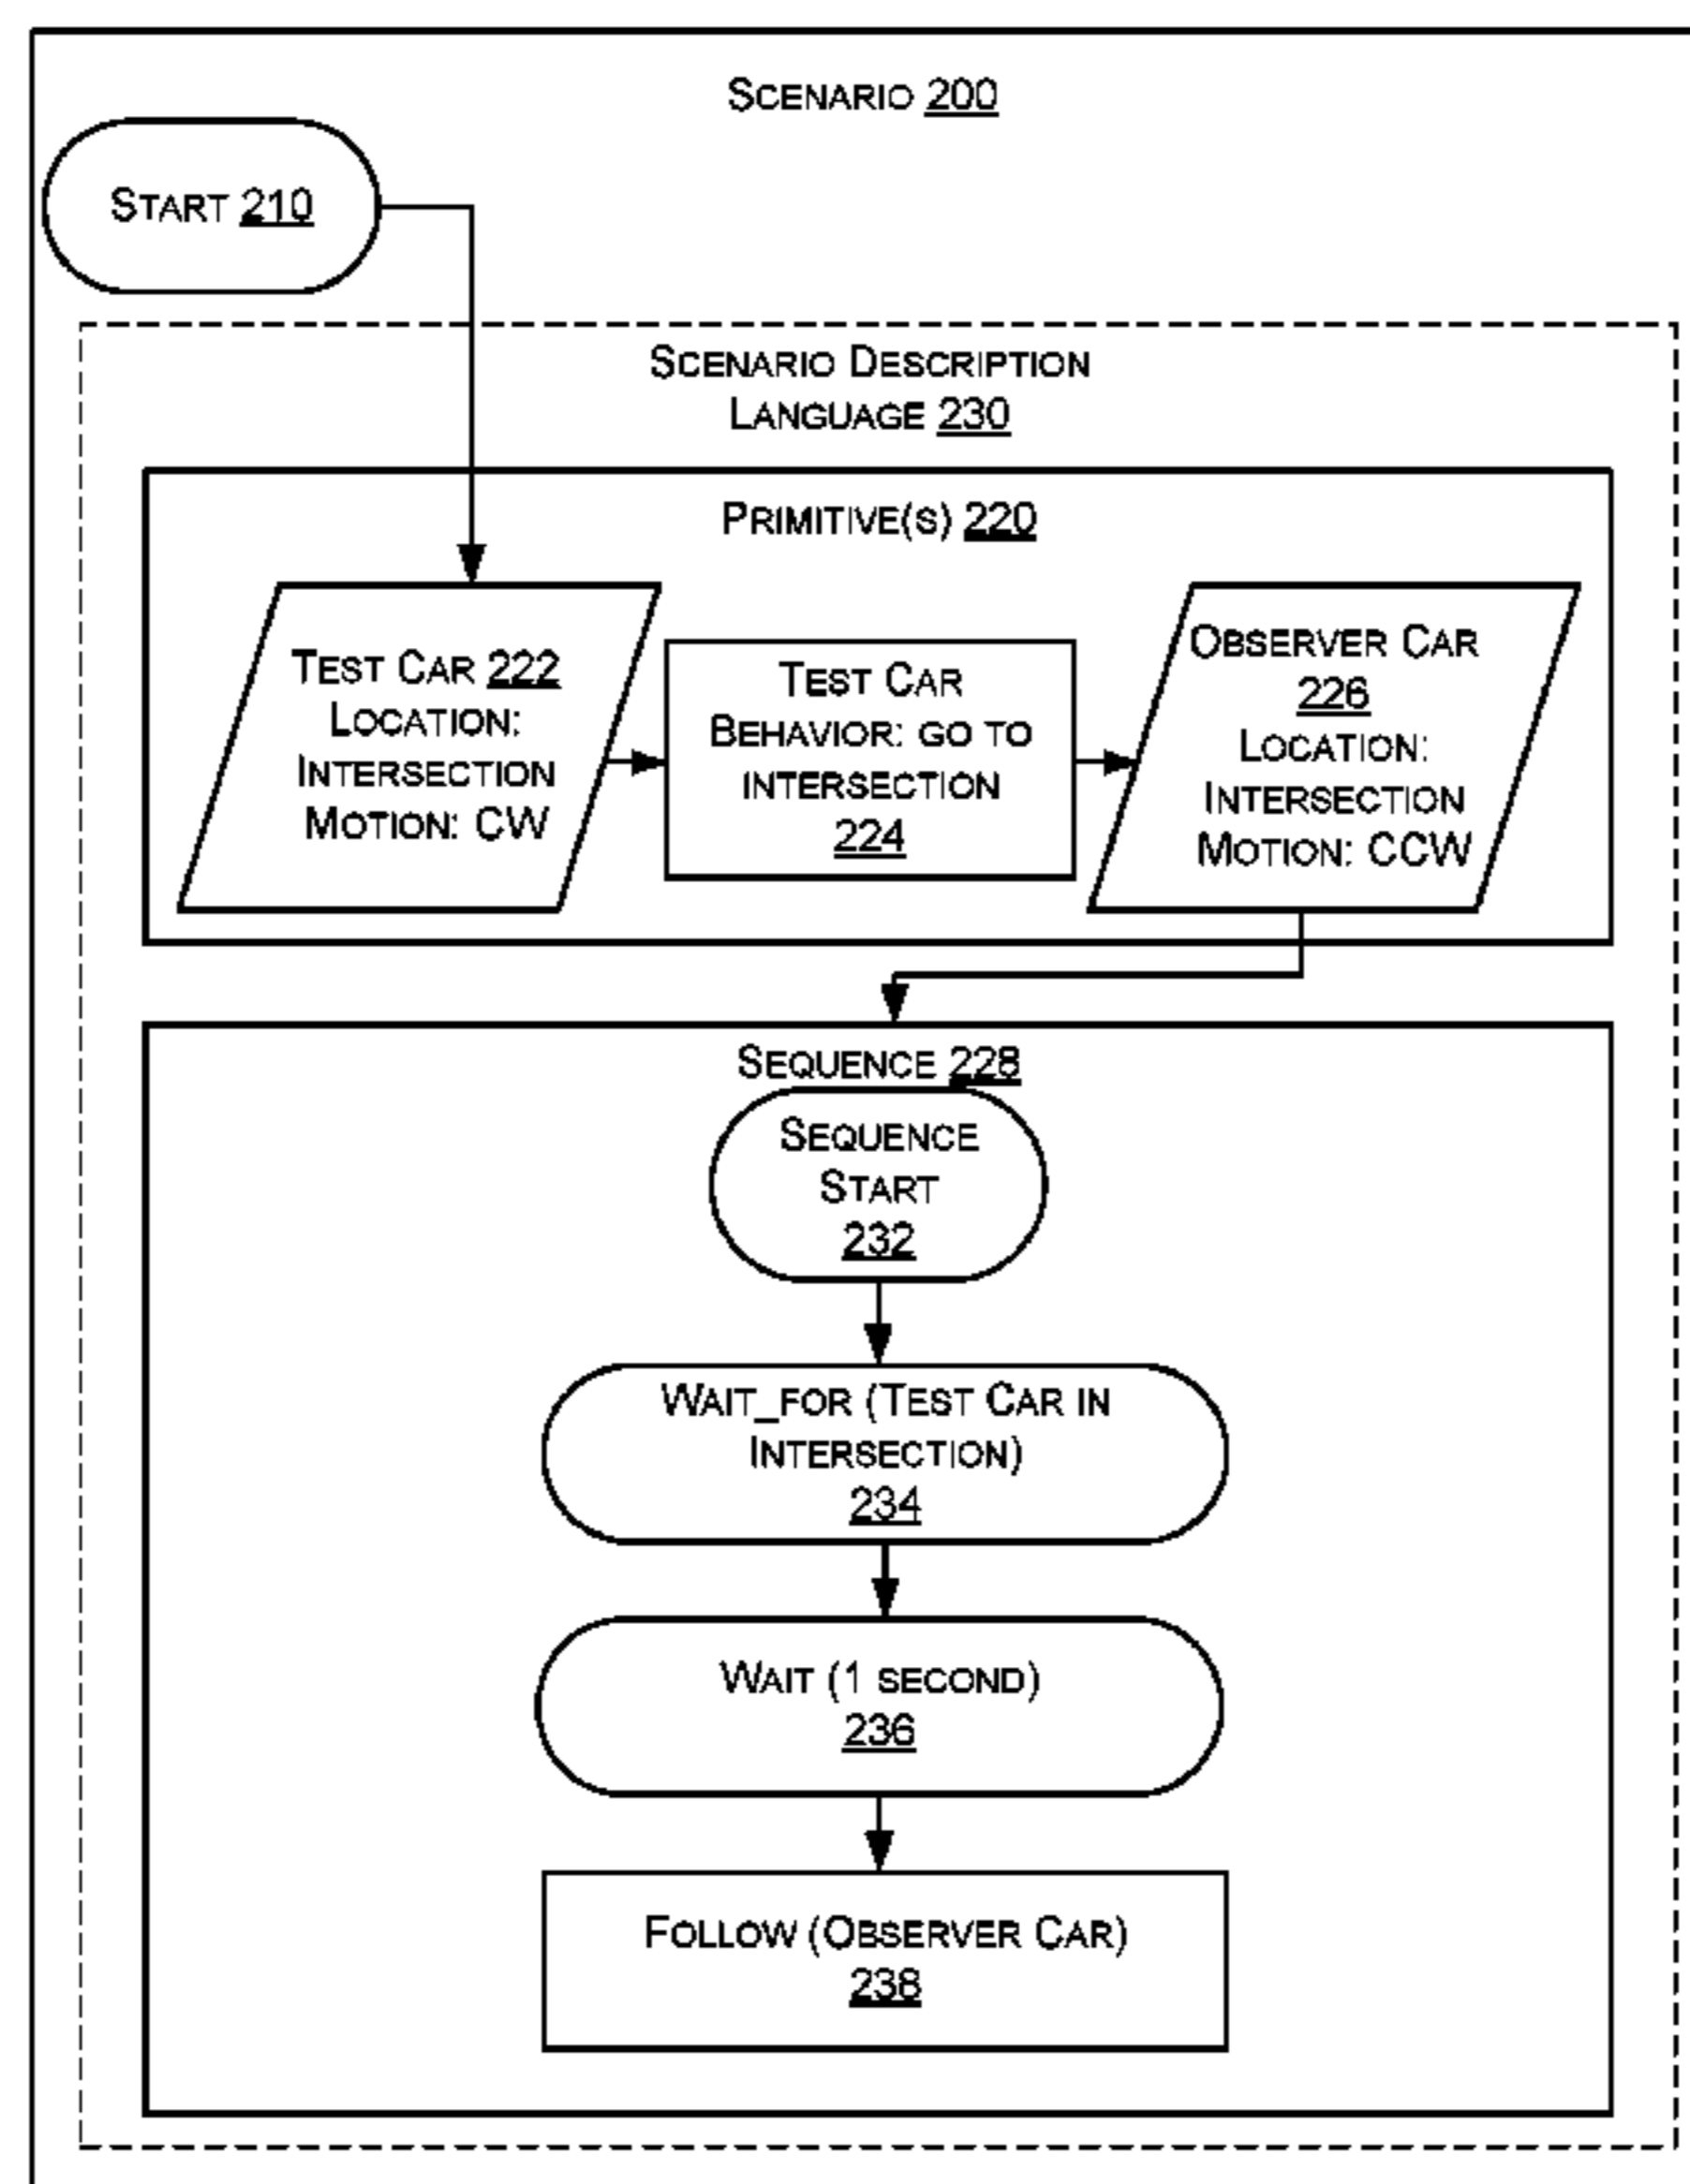 SCENARIO 200
START 210
SCENARIO DESCRIPTION
LANGUAGE 230
PRIMITIVE(S) 220
TEST CAR 222
LOCATION:
INTERSECTION
MOTION: CW
TEST CAR
BEHAVIOR: GO TO
INTERSECTION
224
OBSERVER CAR
226
LOCATION:
INTERSECTION
MOTION: CCW
SEQUENCE 228
SEQUENCE
START
232
WAIT_FOR (TEST CAR IN
INTERSECTION)
234
WAIT (1 SECOND)
236
FOLLOW (OBSERVER CAR)
238